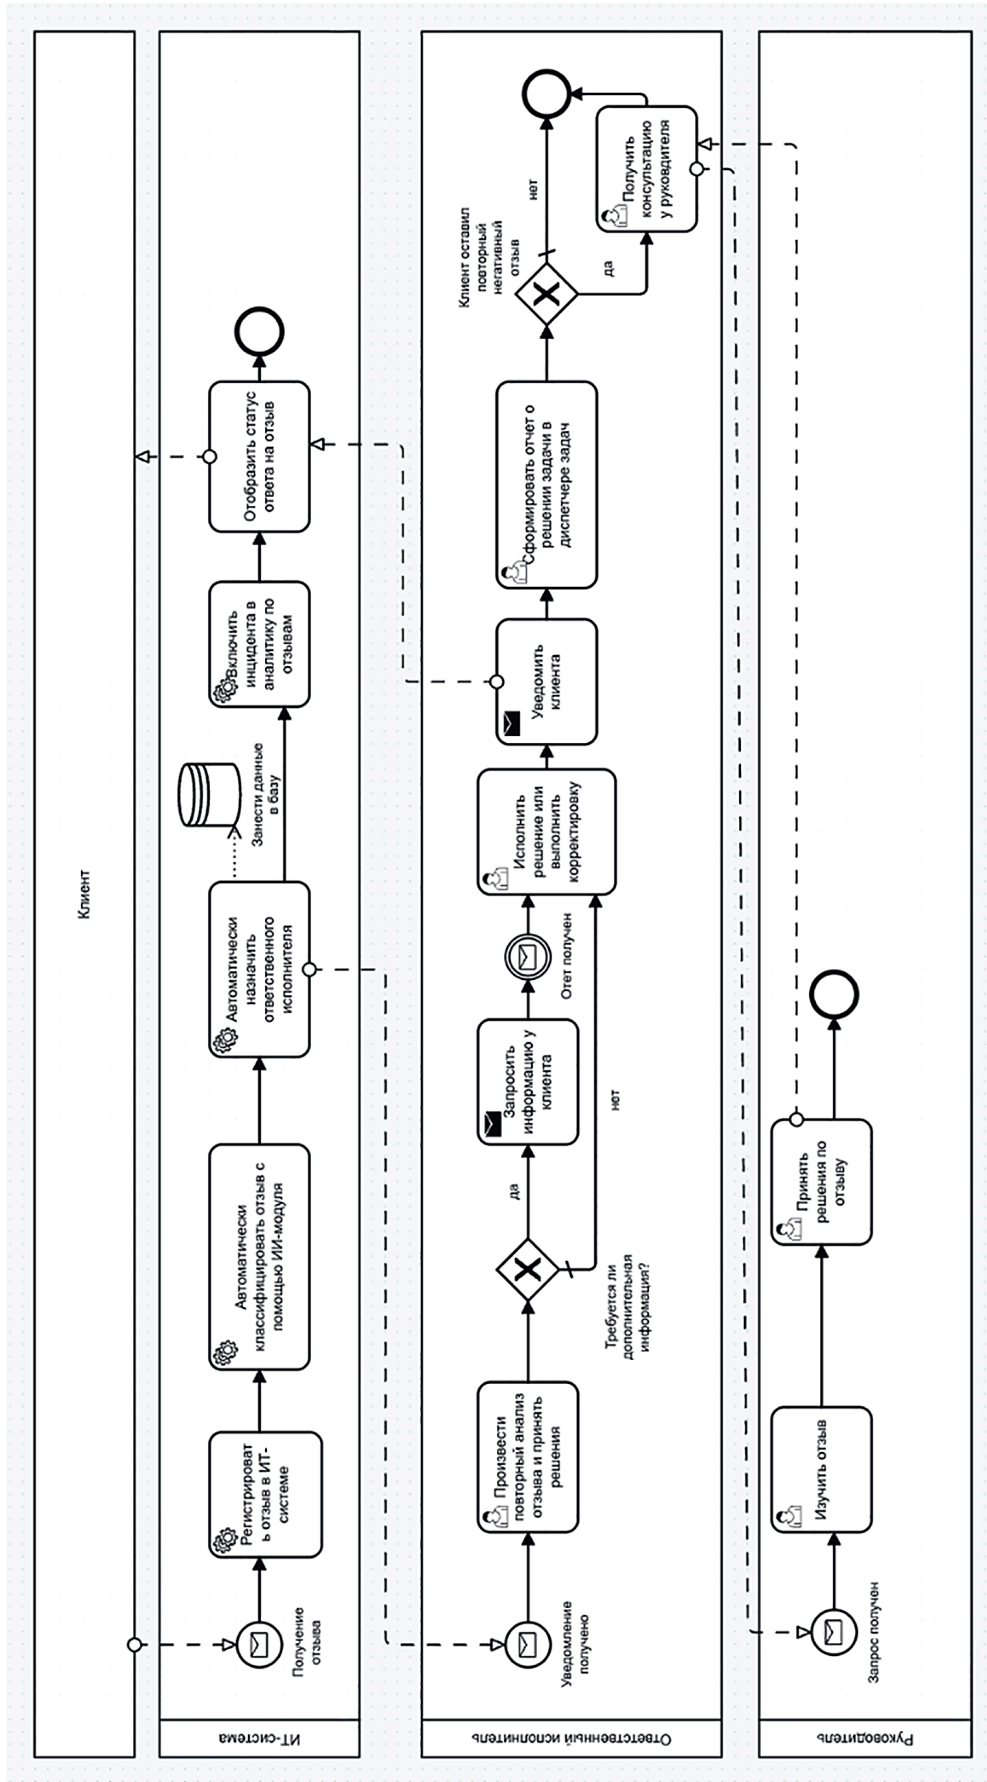 Клиент
ИТ-система
Получение
отзыва
Регистрироват
ь отзыв в ИТ-
системе
Автоматически
классифицировать отзыв с
помощью ИИ-модуля
Автоматически
назначить
ответственного
исполнителя
Занести данные
в базу
Включить
инцидента в
аналитику по
отзывам
Отобразить статус
ответа на отзыв
Ответственный исполнитель
Уведомление
получено
Произвести
повторный анализ
отзыва и принять
решения
Требуется ли
дополнительная
информация?
да
нет
Запросить
информацию у
клиента
Отет получен
Исполнить
решение или
выполнить
корректировку
Уведомить
клиента
Сформировать отчет о
решении задачи в
диспетчере задач
Клиент оставил
повторный
негативный
отзыв
нет
да
Получить
консультацию
у руковдителя
Руководитель
Запрос получен
Изучить отзыв
Принять
решения по
отзыву